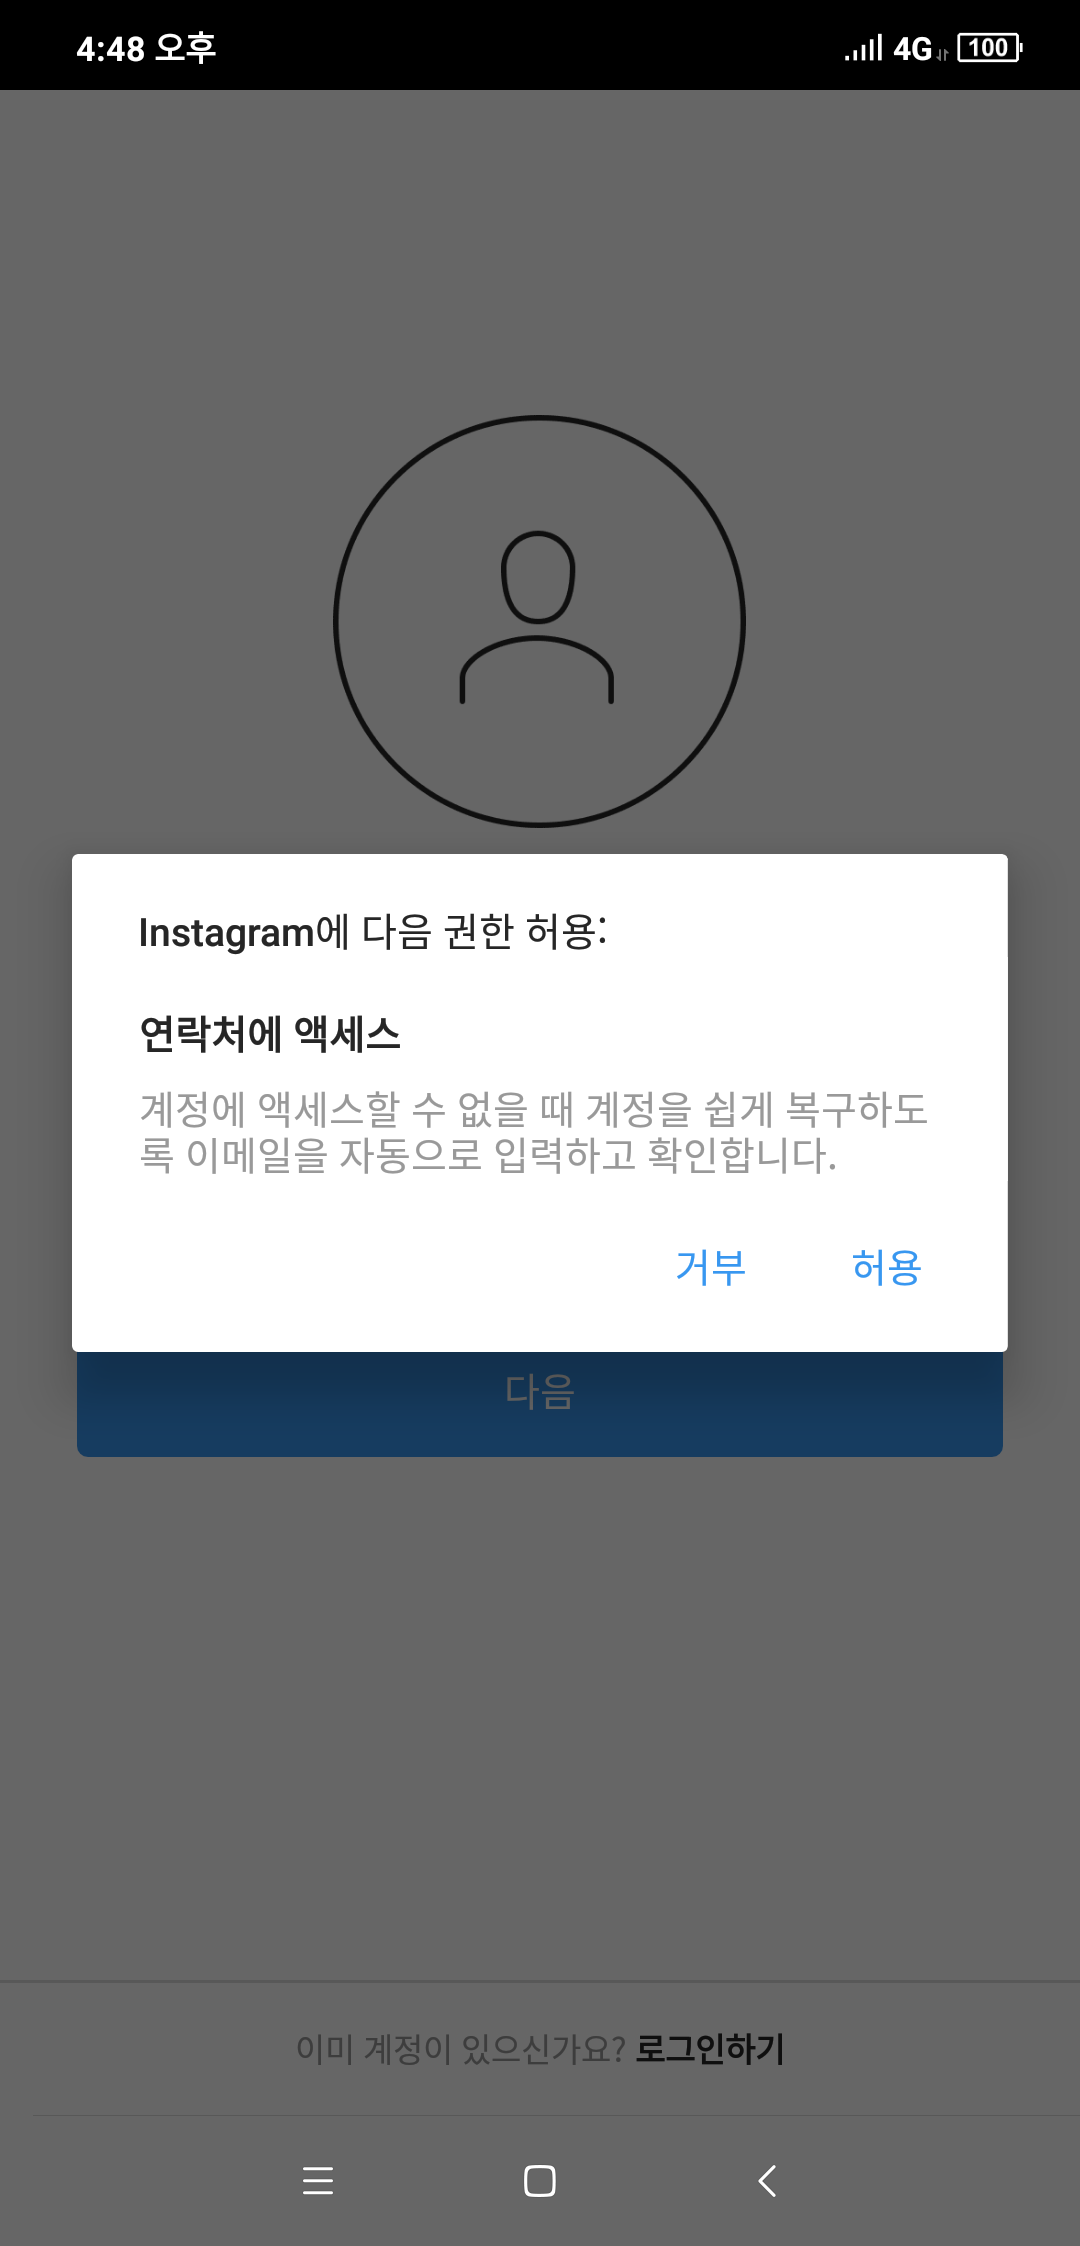 4:48 오후
4G
100
Instagram에 다음 권한 허용:
연락처에 액세스
계정에 액세스할 수 없을 때 계정을 쉽게 복구하도
록 이메일을 자동으로 입력하고 확인합니다.
거부 허용
다음
이미 계정이 있으신가요? 로그인하기